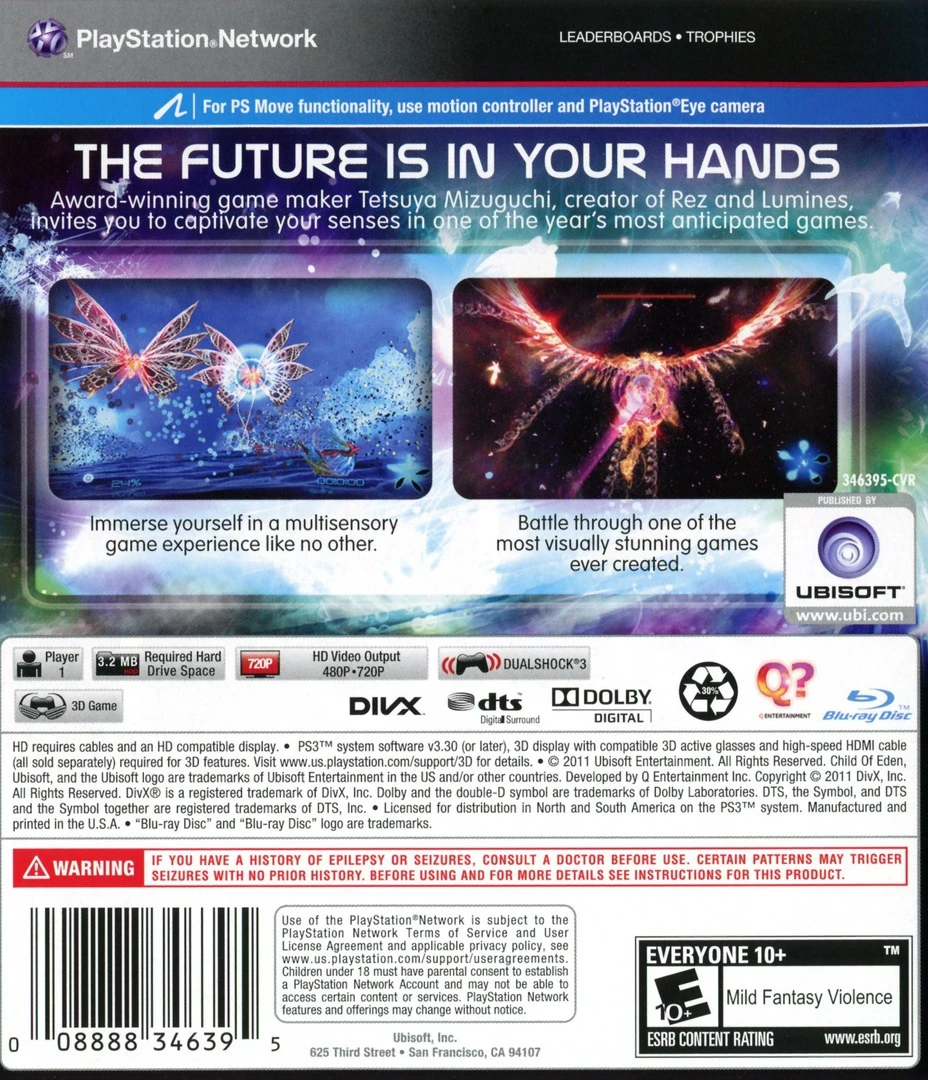 PlayStation®Network
SM
LEADERBOARDS • TROPHIES
For PS Move functionality, use motion controller and PlayStation®Eye camera
THE FUTURE IS IN YOUR HANDS
Award-winning game maker Tetsuya Mizuguchi, creator of Rez and Lumines,
invites you to captivate your senses in one of the year's most anticipated games.
Immerse yourself in a multisensory
game experience like no other.
Battle through one of the
most visually stunning games
ever created.
346395-CVR
PUBLISHED BY
UBISOFT®
www.ubi.com
Player
1
3.2 MB
HDD
Required Hard
Drive Space
720P
HD Video Output
480P•720P
DUALSHOCK®3
3D Game
DIVX™
dts™
Digital Surround
DOLBY®
DIGITAL
30%
Q?
Q ENTERTAINMENT
Blu-ray Disc™
HD requires cables and an HD compatible display. • PS3™ system software v3.30 (or later), 3D display with compatible 3D active glasses and high-speed HDMI cable
(all sold separately) required for 3D features. Visit www.us.playstation.com/support/3D for details. • © 2011 Ubisoft Entertainment. All Rights Reserved. Child Of Eden,
Ubisoft, and the Ubisoft logo are trademarks of Ubisoft Entertainment in the US and/or other countries. Developed by Q Entertainment Inc. Copyright © 2011 DivX, Inc.
All Rights Reserved. DivX® is a registered trademark of DivX, Inc. Dolby and the double-D symbol are trademarks of Dolby Laboratories. DTS, the Symbol, and DTS
and the Symbol together are registered trademarks of DTS, Inc. • Licensed for distribution in North and South America on the PS3™ system. Manufactured and
printed in the U.S.A. • “Blu-ray Disc” and “Blu-ray Disc” logo are trademarks.
WARNING
IF YOU HAVE A HISTORY OF EPILEPSY OR SEIZURES, CONSULT A DOCTOR BEFORE USE. CERTAIN PATTERNS MAY TRIGGER
SEIZURES WITH NO PRIOR HISTORY. BEFORE USING AND FOR MORE DETAILS SEE INSTRUCTIONS FOR THIS PRODUCT.
0 08888 34639 5
Use of the PlayStation®Network is subject to the
PlayStation Network Terms of Service and User
License Agreement and applicable privacy policy, see
www.us.playstation.com/support/useragreements.
Children under 18 must have parental consent to establish
a PlayStation Network Account and may not be able to
access certain content or services. PlayStation Network
features and offerings may change without notice.
Ubisoft, Inc.
625 Third Street • San Francisco, CA 94107
EVERYONE 10+ ™
E
10+
Mild Fantasy Violence
ESRB CONTENT RATING www.esrb.org